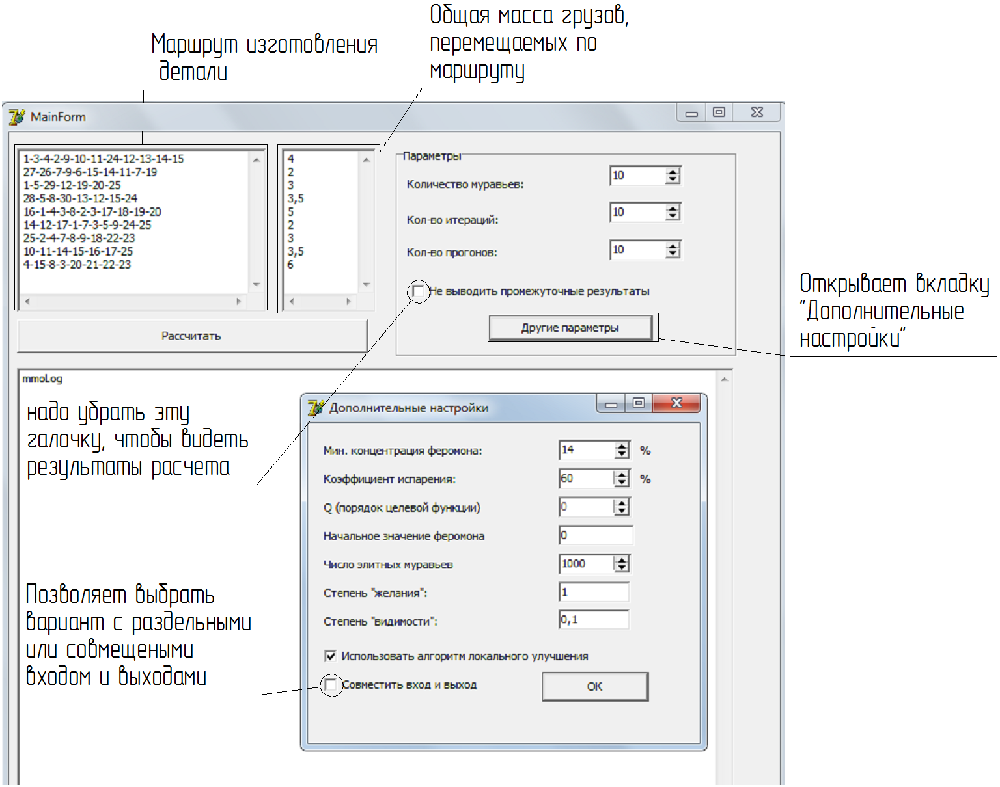 Маршрут изготовления
детали
Общая масса грузов,
перемещаемых по
маршруту
MainForm
1-3-4-2-9-10-11-24-12-13-14-15
27-26-7-9-6-15-14-11-7-19
1-5-29-12-19-20-25
28-5-8-30-13-12-15-24
16-1-4-3-8-2-3-17-18-19-20
14-12-17-1-7-3-5-9-24-25
25-2-4-7-8-9-18-22-23
10-11-14-15-16-17-25
4-15-8-3-20-21-22-23
4
2
3
3,5
5
2
3
3,5
6
Параметры
Количество муравьев: 10
Кол-во итераций: 10
Кол-во прогонов: 10
Не выводить промежуточные результаты
Другие параметры
Рассчитать
Открывает вкладку
"Дополнительные
настройки"
mmoLog
надо убрать эту
галочку, чтобы видеть
результаты расчета
Дополнительные настройки
Мин. концентрация феромона: 14 %
Коэффициент испарения: 60 %
Q (порядок целевой функции) 0
Начальное значение феромона 0
Число элитных муравьев 1000
Степень "желания": 1
Степень "видимости": 0,1
Использовать алгоритм локального улучшения
Совместить вход и выход
ОК
Позволяет выбрать
вариант с раздельными
или совмещеными
входом и выходами